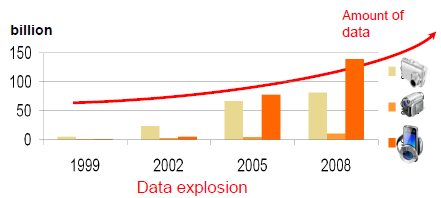 Amount of
data
billion
150
100
50
0
1999 2002 2005 2008
Data explosion